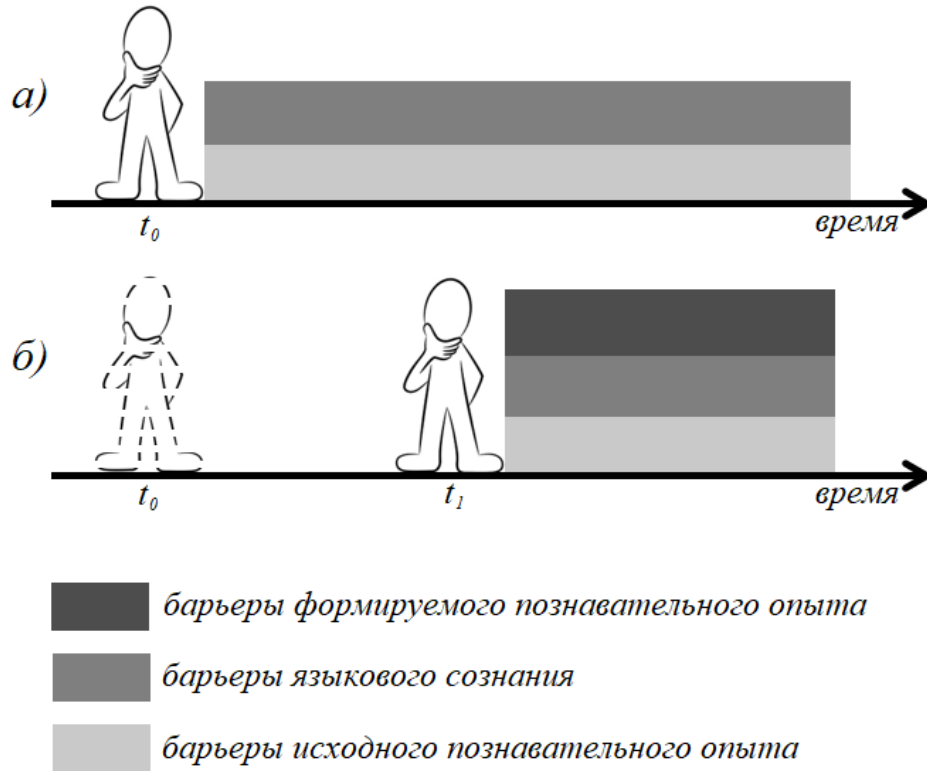 а)
t₀
время
б)
t₀ t₁ время
барьеры формируемого познавательного опыта
барьеры языкового сознания
барьеры исходного познавательного опыта